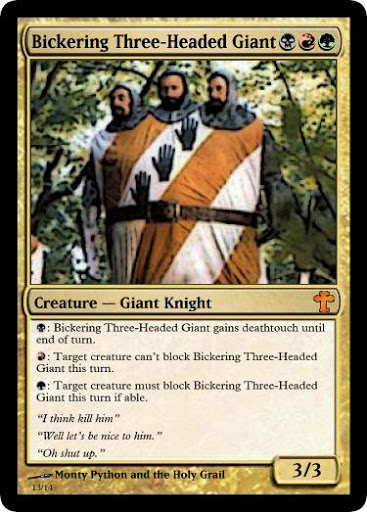 Bickering Three-Headed Giant
Creature — Giant Knight
: Bickering Three-Headed Giant gains deathtouch until
end of turn.
: Target creature can't block Bickering Three-Headed
Giant this turn.
: Target creature must block Bickering Three-Headed
Giant this turn if able.
“I think kill him”
“Well let's be nice to him.”
“Oh shut up.”
Monty Python and the Holy Grail
3/3
13/14